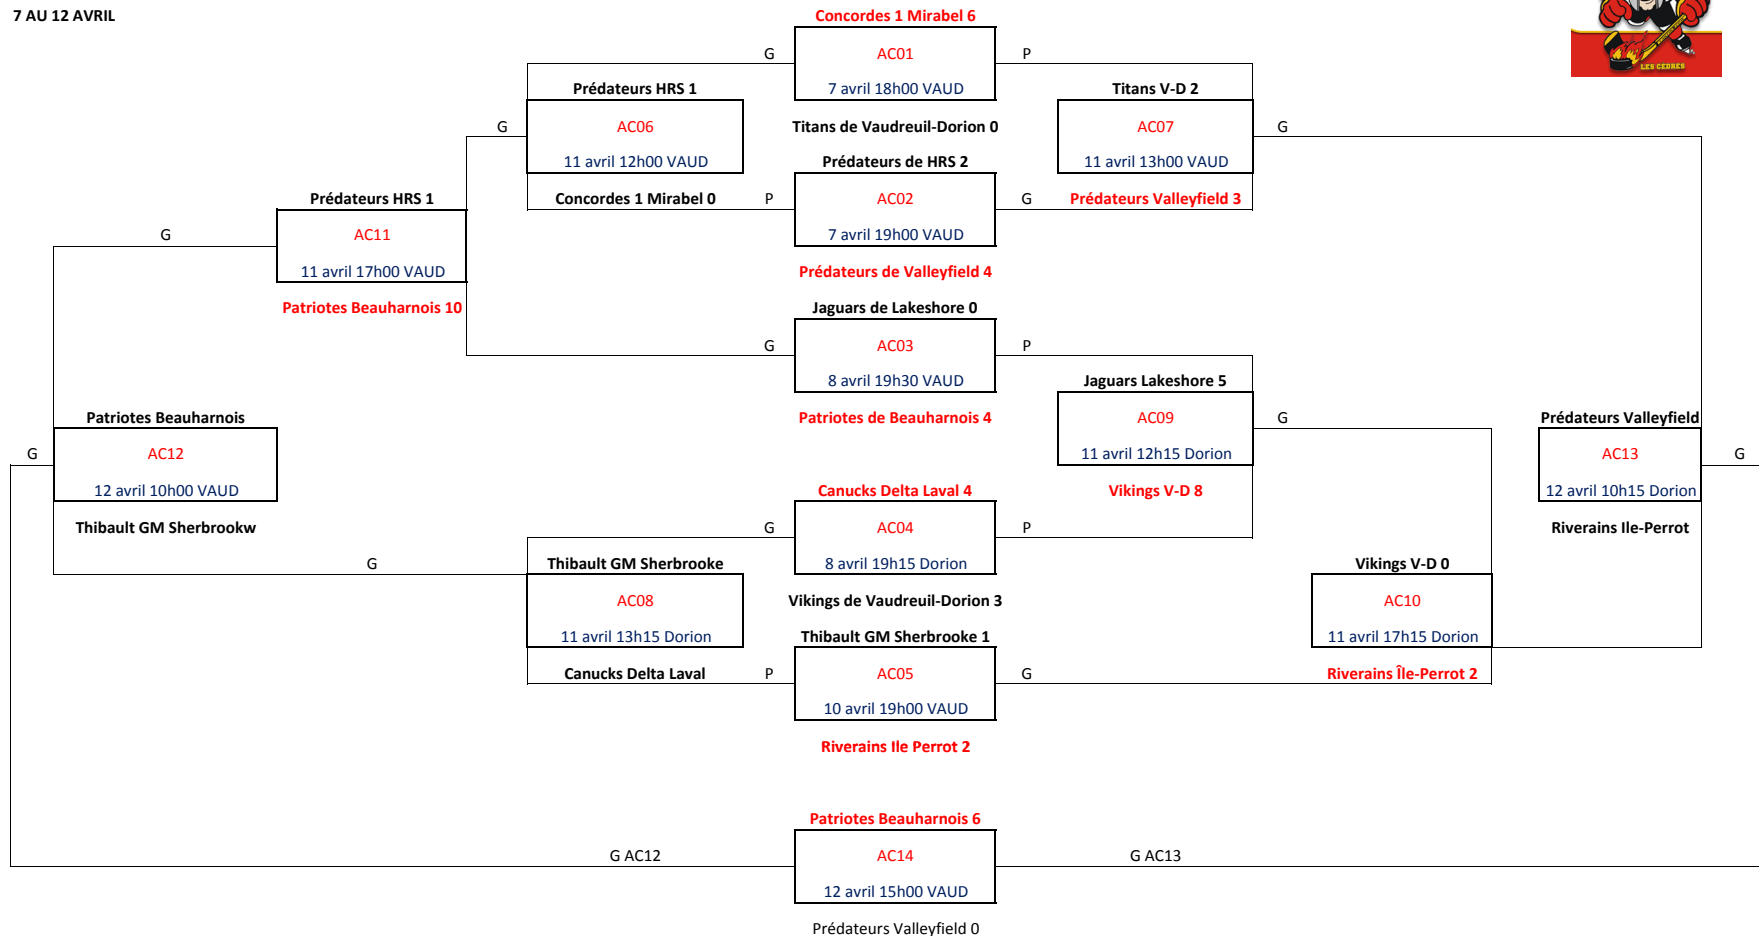 7 AU 12 AVRIL
Concordes 1 Mirabel 6
LES CEDRES
G
AC01
P
7 avril 18h00 VAUD
Prédateurs HRS 1
Titans V-D 2
G
AC06
Titans de Vaudreuil-Dorion 0
AC07
G
11 avril 12h00 VAUD
Prédateurs de HRS 2
11 avril 13h00 VAUD
Prédateurs HRS 1
Concordes 1 Mirabel 0
P
AC02
G
Prédateurs Valleyfield 3
G
AC11
7 avril 19h00 VAUD
11 avril 17h00 VAUD
Prédateurs de Valleyfield 4
Patriotes Beauharnois 10
Jaguars de Lakeshore 0
G
AC03
P
8 avril 19h30 VAUD
Jaguars Lakeshore 5
Patriotes Beauharnois
Patriotes de Beauharnois 4
AC09
G
Prédateurs Valleyfield
G
AC12
11 avril 12h15 Dorion
AC13
G
12 avril 10h00 VAUD
Canucks Delta Laval 4
Vikings V-D 8
12 avril 10h15 Dorion
Thibault GM Sherbrookw
G
AC04
P
Riverains Ile-Perrot
G
Thibault GM Sherbrooke
8 avril 19h15 Dorion
Vikings V-D 0
AC08
Vikings de Vaudreuil-Dorion 3
AC10
11 avril 13h15 Dorion
Thibault GM Sherbrooke 1
11 avril 17h15 Dorion
Canucks Delta Laval
P
AC05
G
Riverains Île-Perrot 2
10 avril 19h00 VAUD
Riverains Ile Perrot 2
Patriotes Beauharnois 6
G AC12
AC14
G AC13
12 avril 15h00 VAUD
Prédateurs Valleyfield 0